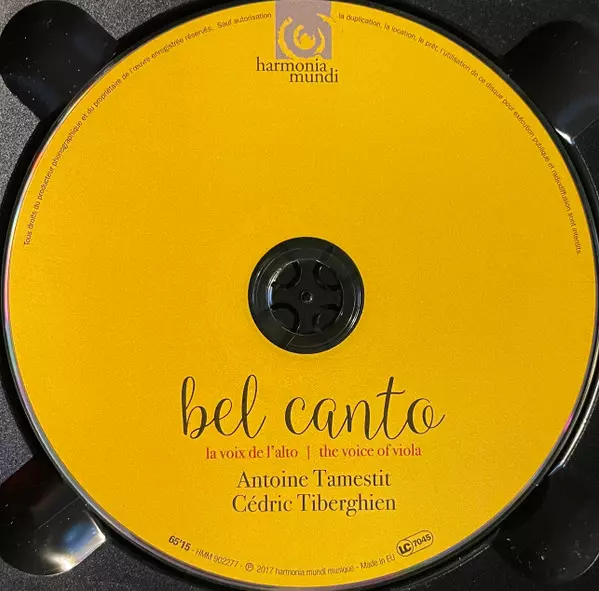 harmonia
mundi
Tous droits du producteur phonographique et du propriétaire de l'œuvre enregistrée réservés. Sauf autorisation la duplication, la location, le prêt, l'utilisation de ce disque pour exécution publique et radiodiffusion sont interdits.
bel canto
la voix de l'alto | the voice of viola
Antoine Tamestit
Cédric Tiberghien
65'15 - HMM 902277 - ℗ 2017 harmonia mundi musique - Made in EU LC 7045